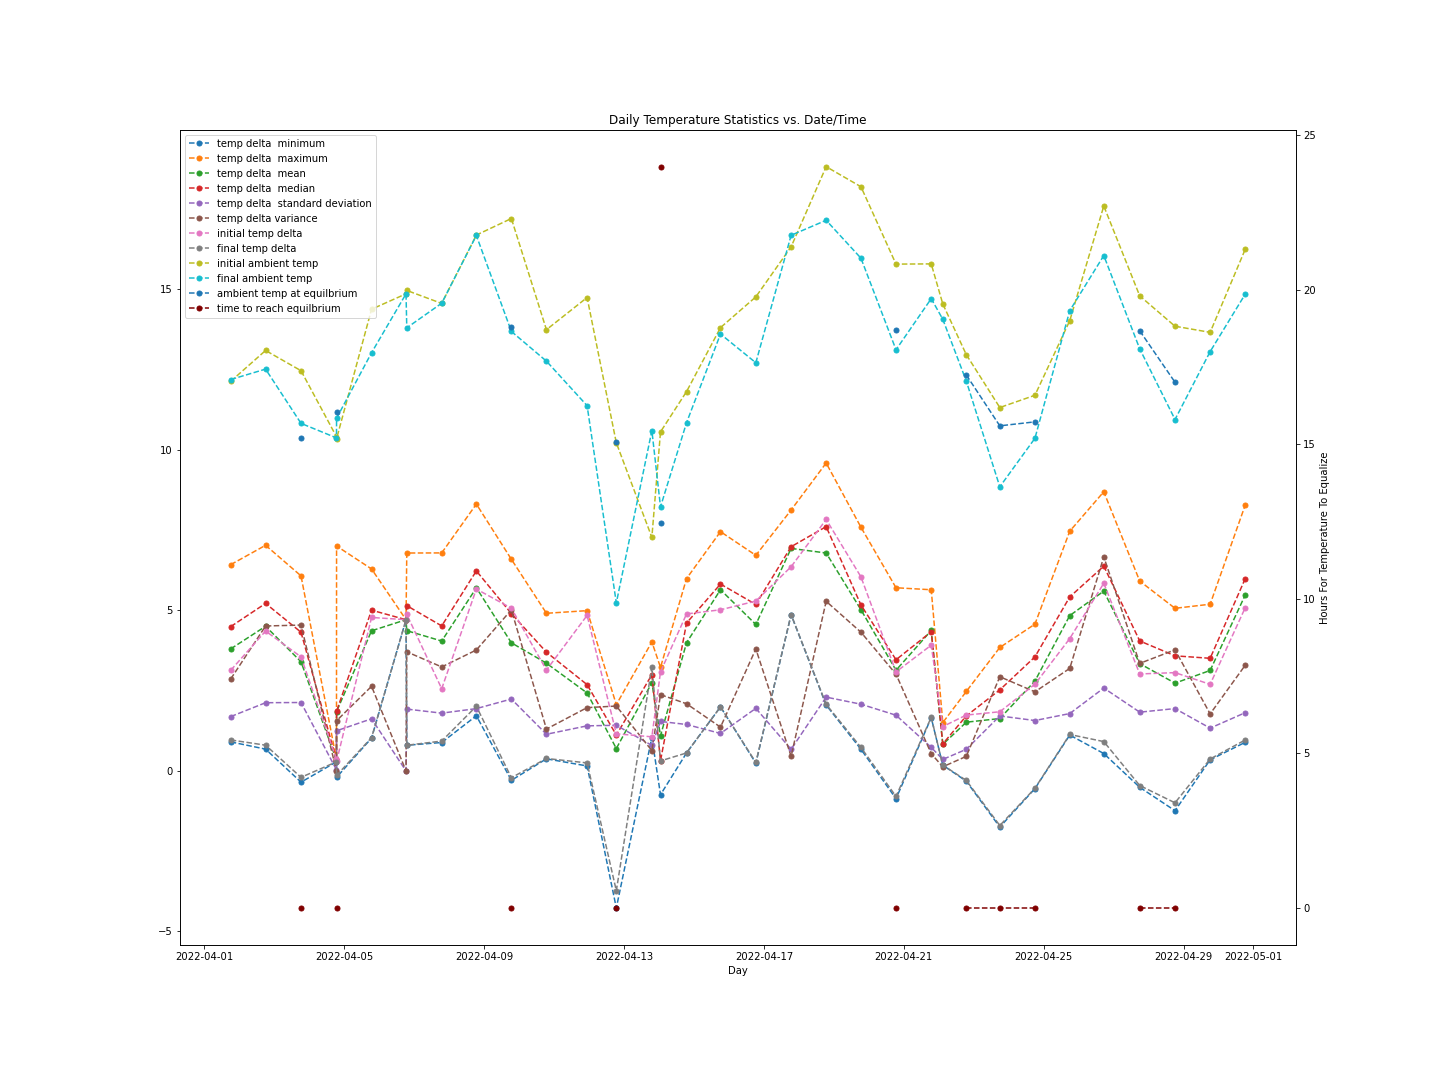 Daily Temperature Statistics vs. Date/Time
temp delta  minimum
temp delta  maximum
temp delta  mean
temp delta  median
temp delta  standard deviation
temp delta variance
initial temp delta
final temp delta
initial ambient temp
final ambient temp
ambient temp at equilbrium
time to reach equilbrium
15
10
5
0
−5
25
20
15
10
5
0
Hours For Temperature To Equalize
2022-04-01 2022-04-05 2022-04-09 2022-04-13 2022-04-17 2022-04-21 2022-04-25 2022-04-29 2022-05-01
Day